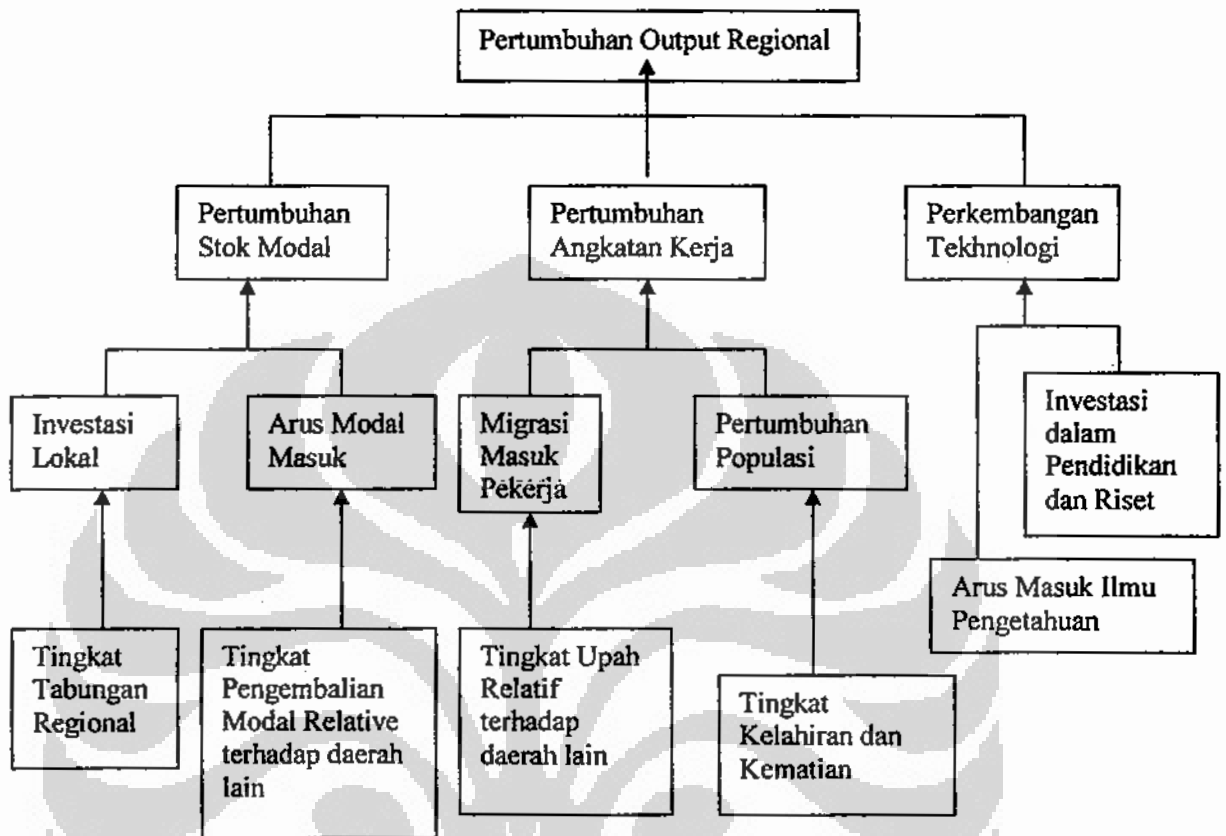 Pertumbuhan Output Regional
Pertumbuhan
Stok Modal
Pertumbuhan
Angkatan Kerja
Perkembangan
Tekhnologi
Investasi
Lokal
Arus Modal
Masuk
Migrasi
Masuk
Pekerja
Pertumbuhan
Populasi
Investasi
dalam
Pendidikan
dan Riset
Arus Masuk Ilmu
Pengetahuan
Tingkat
Tabungan
Regional
Tingkat
Pengembalian
Modal Relative
terhadap daerah
lain
Tingkat Upah
Relatif
terhadap
daerah lain
Tingkat
Kelahiran dan
Kematian